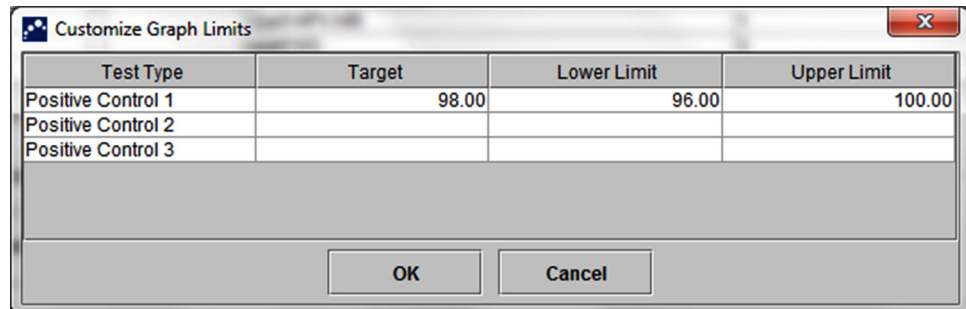 Customize Graph Limits
Test Type Target Lower Limit Upper Limit
Positive Control 1 98.00 96.00 100.00
Positive Control 2
Positive Control 3
OK Cancel